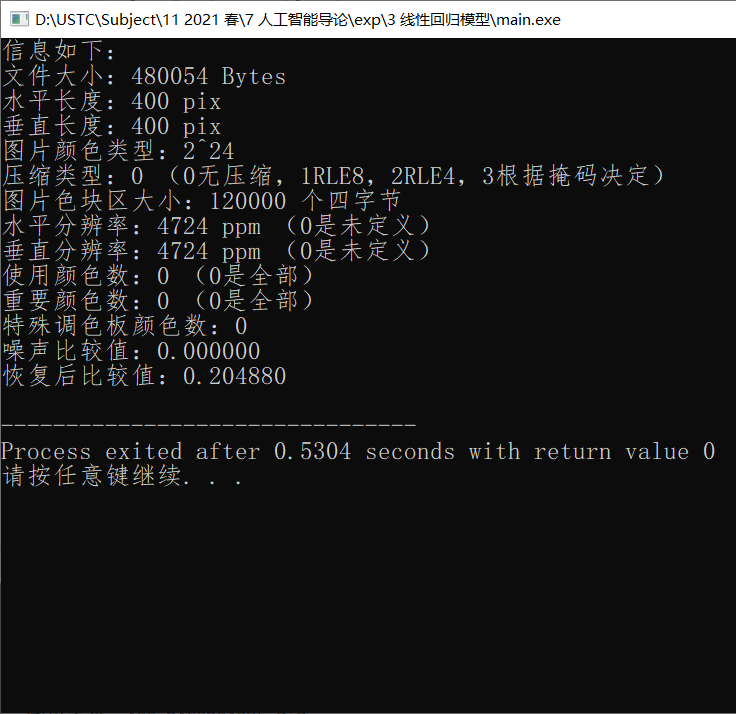 D:\USTC\Subject\11 2021 春\7 人工智能导论\exp\3 线性回归模型\main.exe
信息如下：
文件大小：480054 Bytes
水平长度：400 pix
垂直长度：400 pix
图片颜色类型：2^24
压缩类型：0 （0无压缩，1RLE8，2RLE4，3根据掩码决定）
图片色块区大小：120000 个四字节
水平分辨率：4724 ppm （0是未定义）
垂直分辨率：4724 ppm （0是未定义）
使用颜色数：0 （0是全部）
重要颜色数：0 （0是全部）
特殊调色板颜色数：0
噪声比较值：0.000000
恢复后比较值：0.204880
--------------------------------
Process exited after 0.5304 seconds with return value 0
请按任意键继续. . .